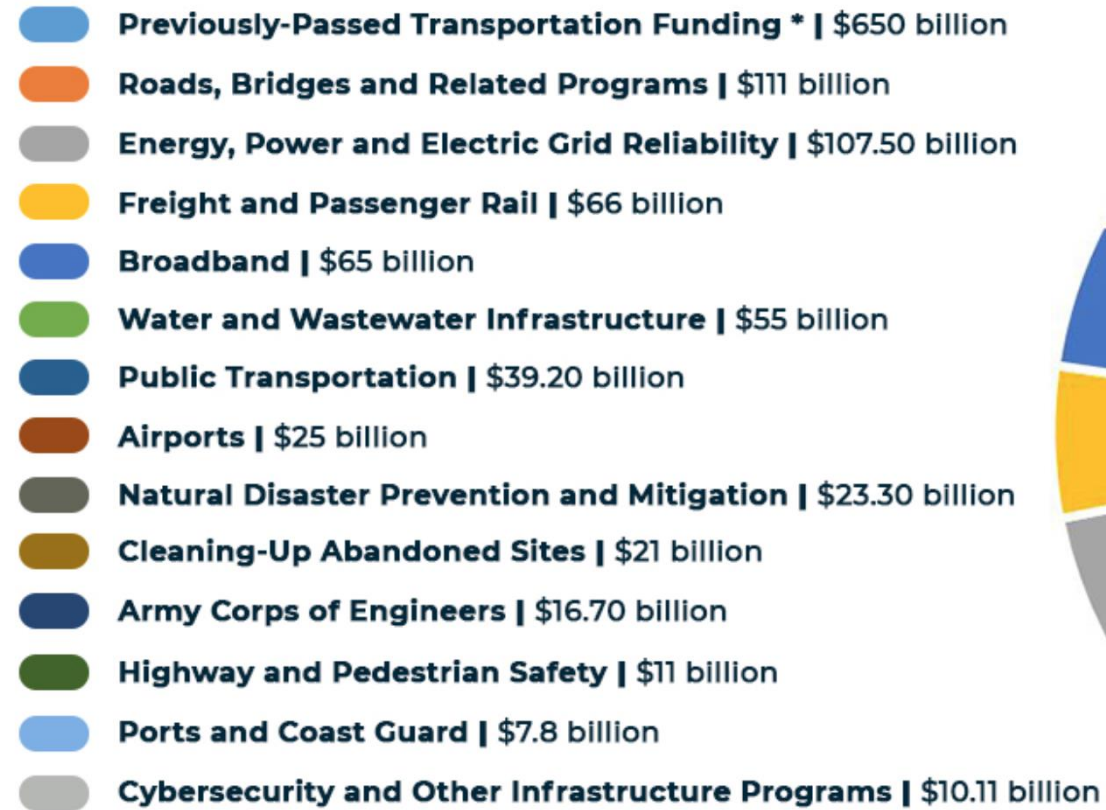 Previously-Passed Transportation Funding * | $650 billion
Roads, Bridges and Related Programs | $111 billion
Energy, Power and Electric Grid Reliability | $107.50 billion
Freight and Passenger Rail | $66 billion
Broadband | $65 billion
Water and Wastewater Infrastructure | $55 billion
Public Transportation | $39.20 billion
Airports | $25 billion
Natural Disaster Prevention and Mitigation | $23.30 billion
Cleaning-Up Abandoned Sites | $21 billion
Army Corps of Engineers | $16.70 billion
Highway and Pedestrian Safety | $11 billion
Ports and Coast Guard | $7.8 billion
Cybersecurity and Other Infrastructure Programs | $10.11 billion